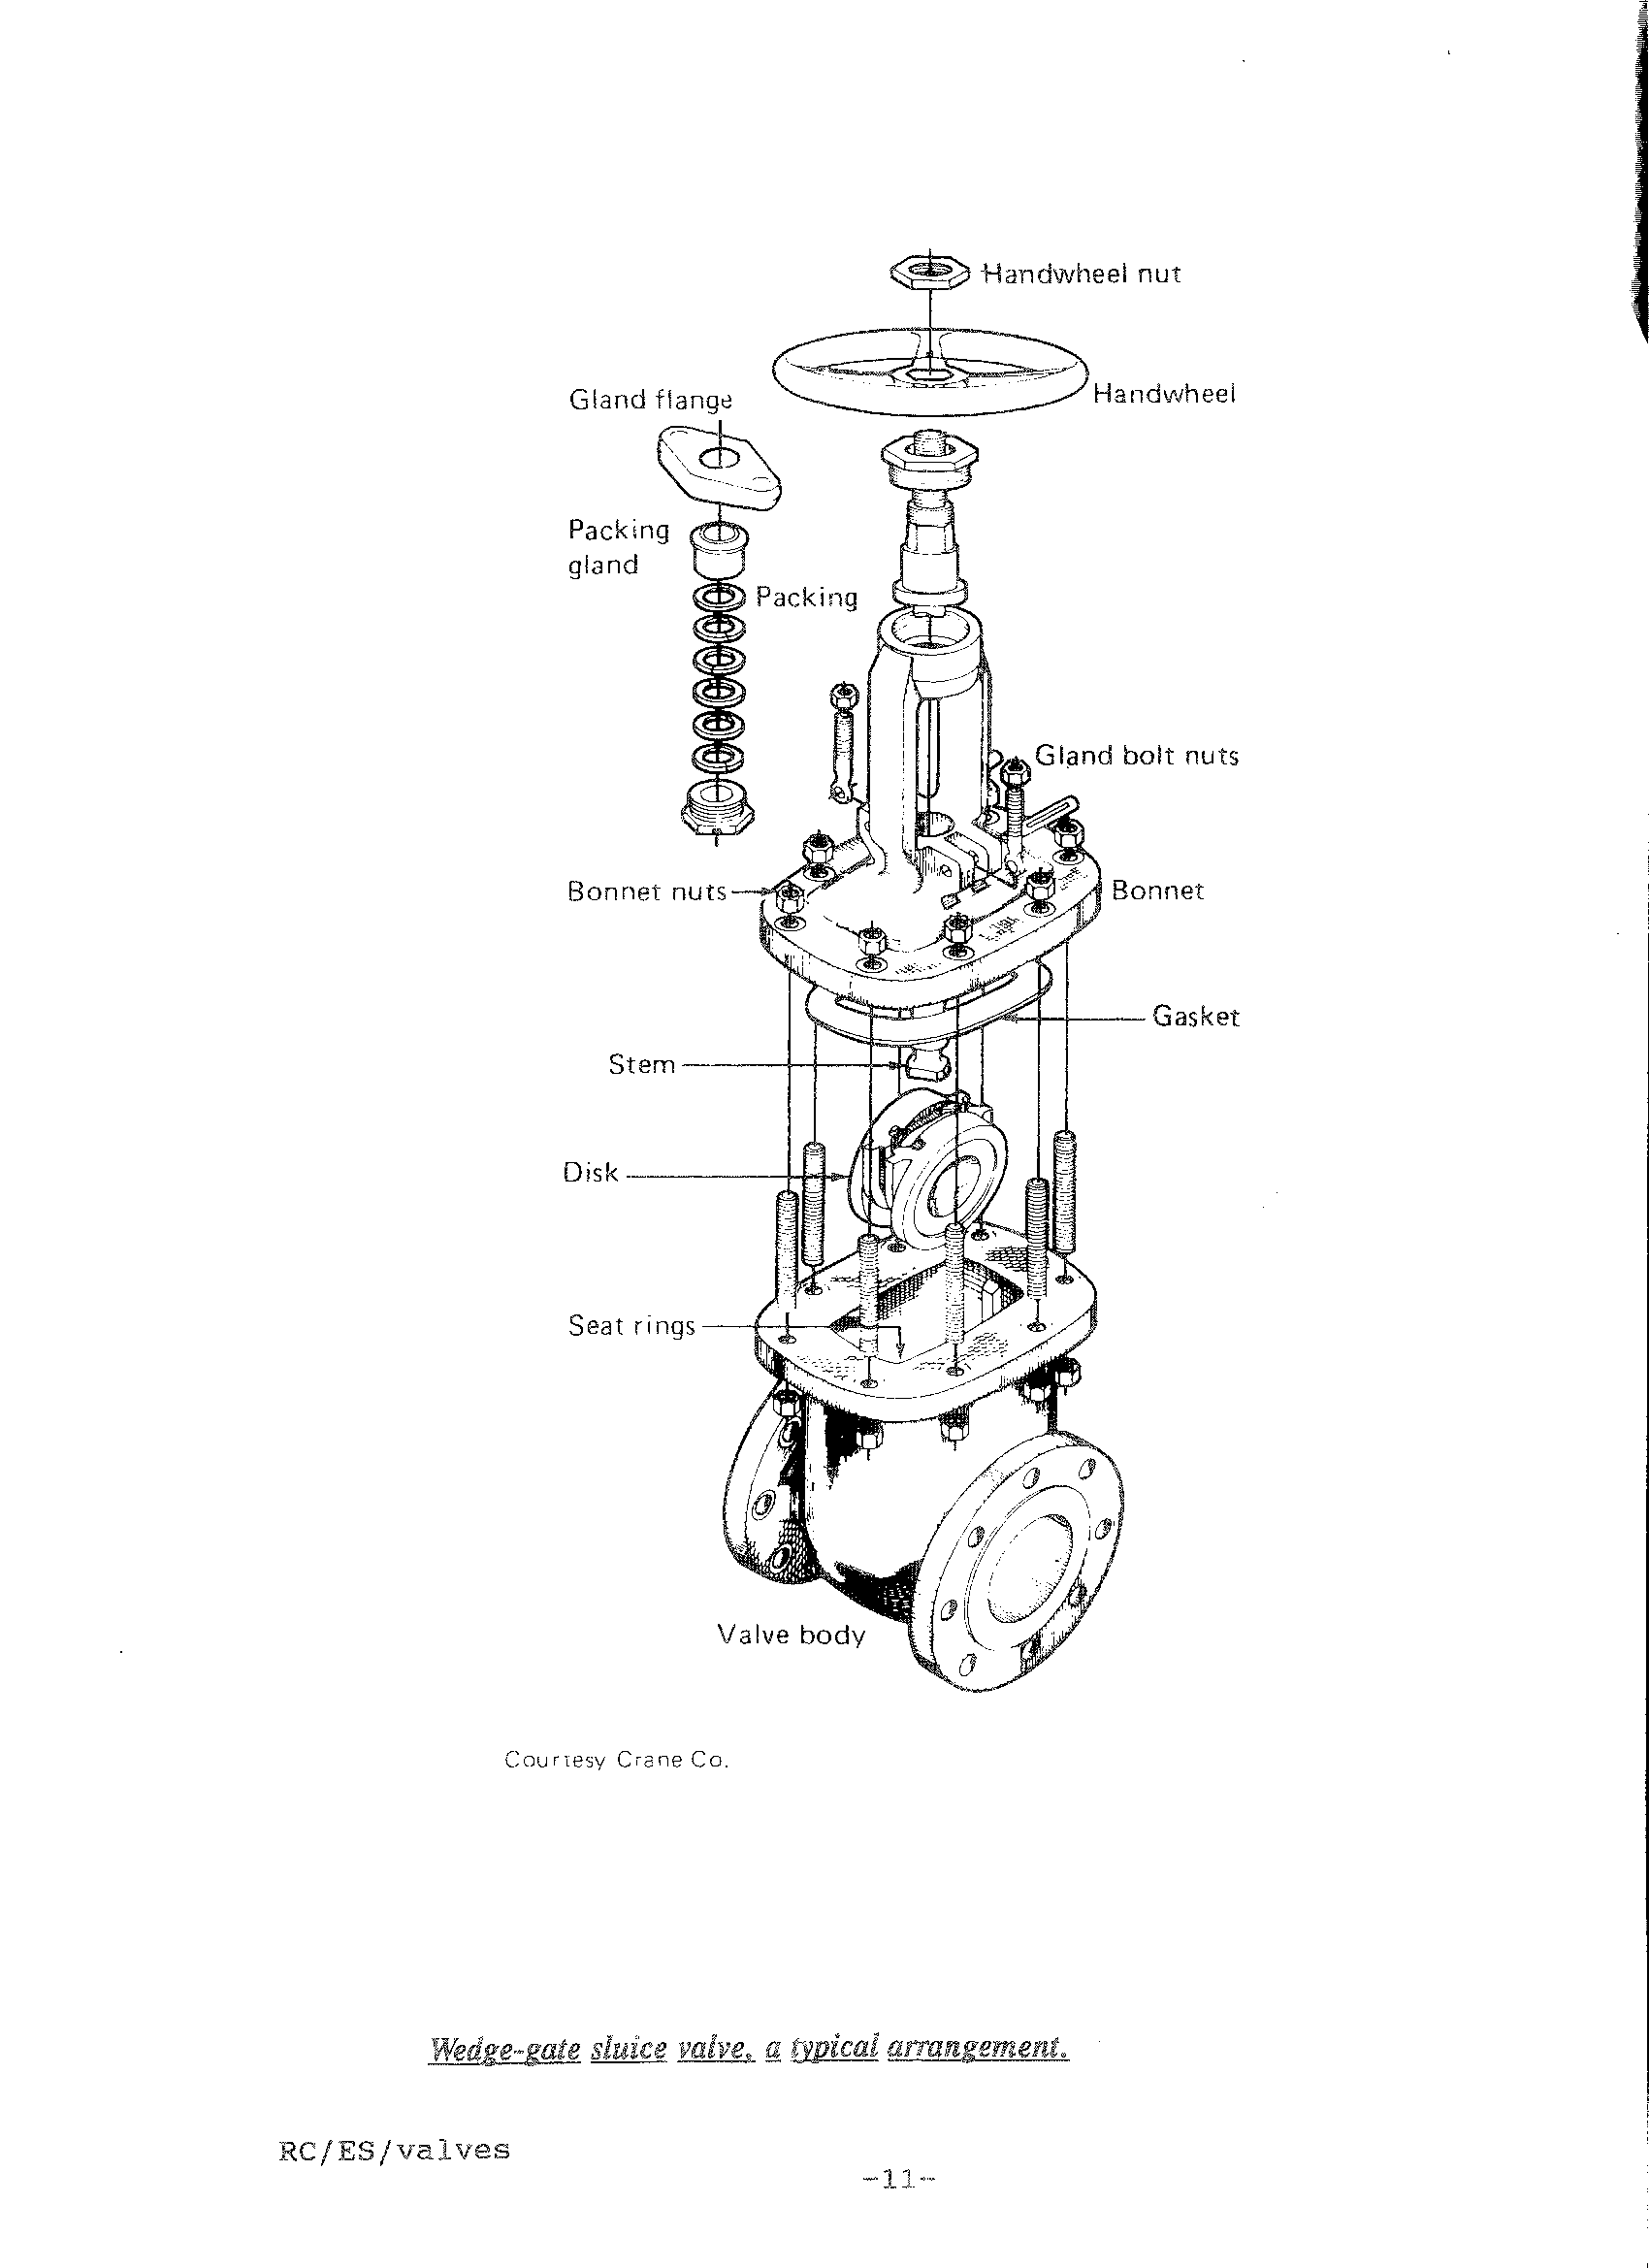 Handwheel nut
Handwheel
Gland flange
Packing
gland
Packing
Gland bolt nuts
Bonnet nuts
Bonnet
Gasket
Stem
Disk
Seat rings
Valve body
Courtesy Crane Co.
Wedge-gate sluice valve, a typical arrangement.
RC/ES/valves
-11-